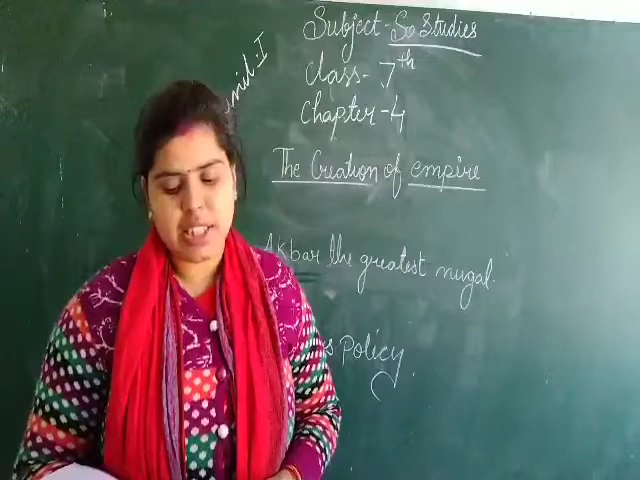 Subject - So Studies
Class - 7th
Chapter - 4
The Creation of empire
Akbar the greatest mugal.
Policy